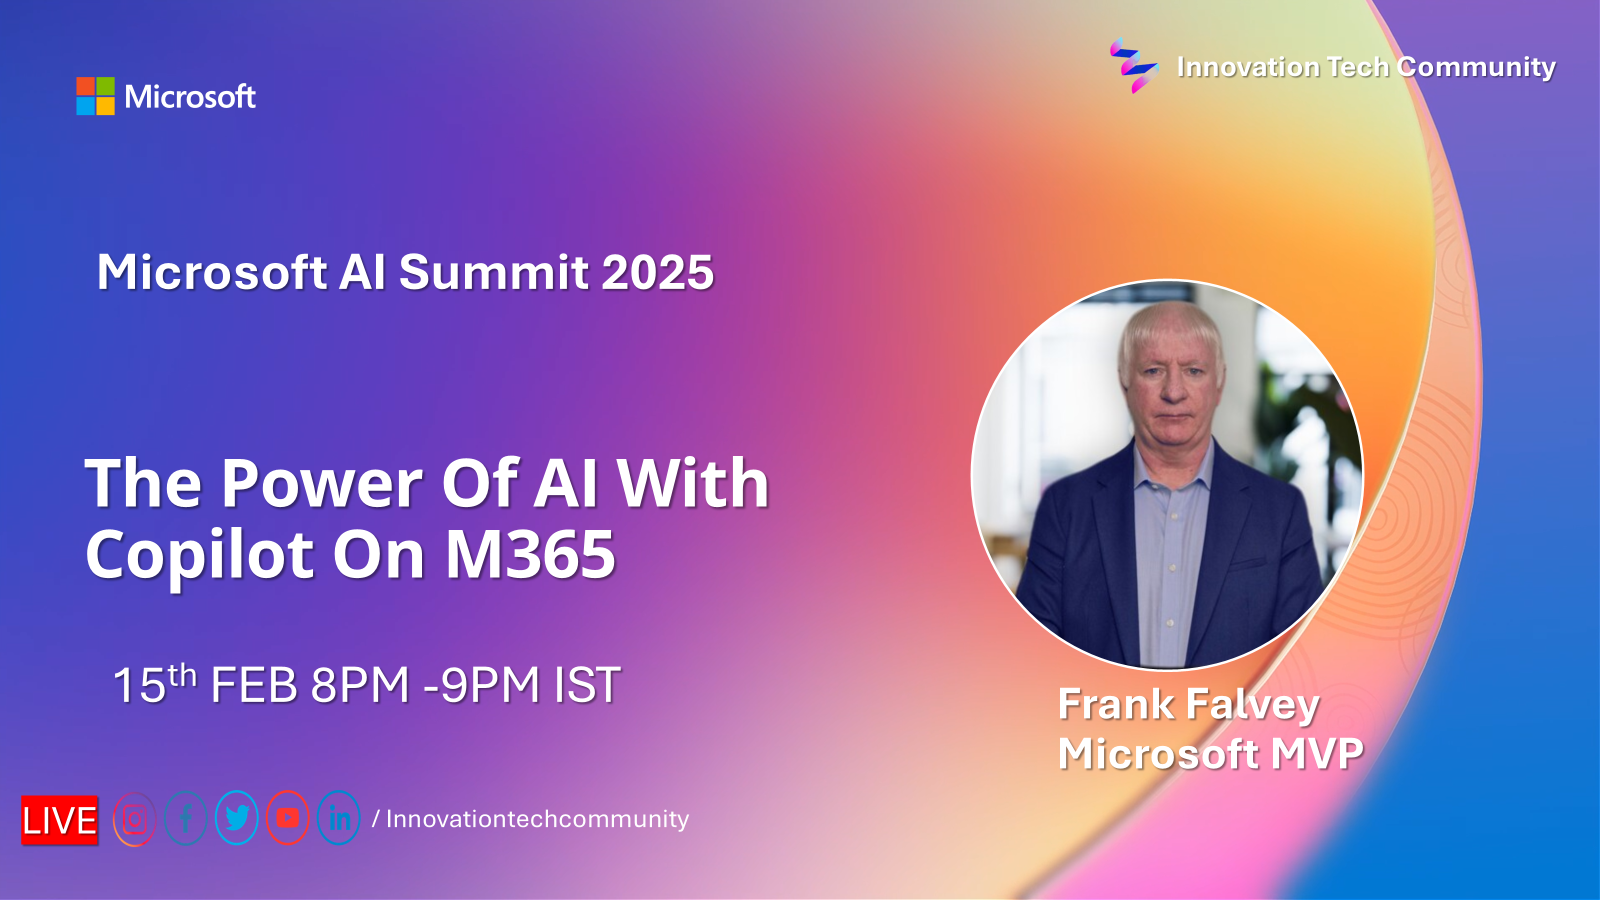 Microsoft
Innovation Tech Community
Microsoft AI Summit 2025
The Power Of AI With
Copilot On M365
15th FEB 8PM -9PM IST
Frank Falvey
Microsoft MVP
LIVE
/ Innovationtechcommunity